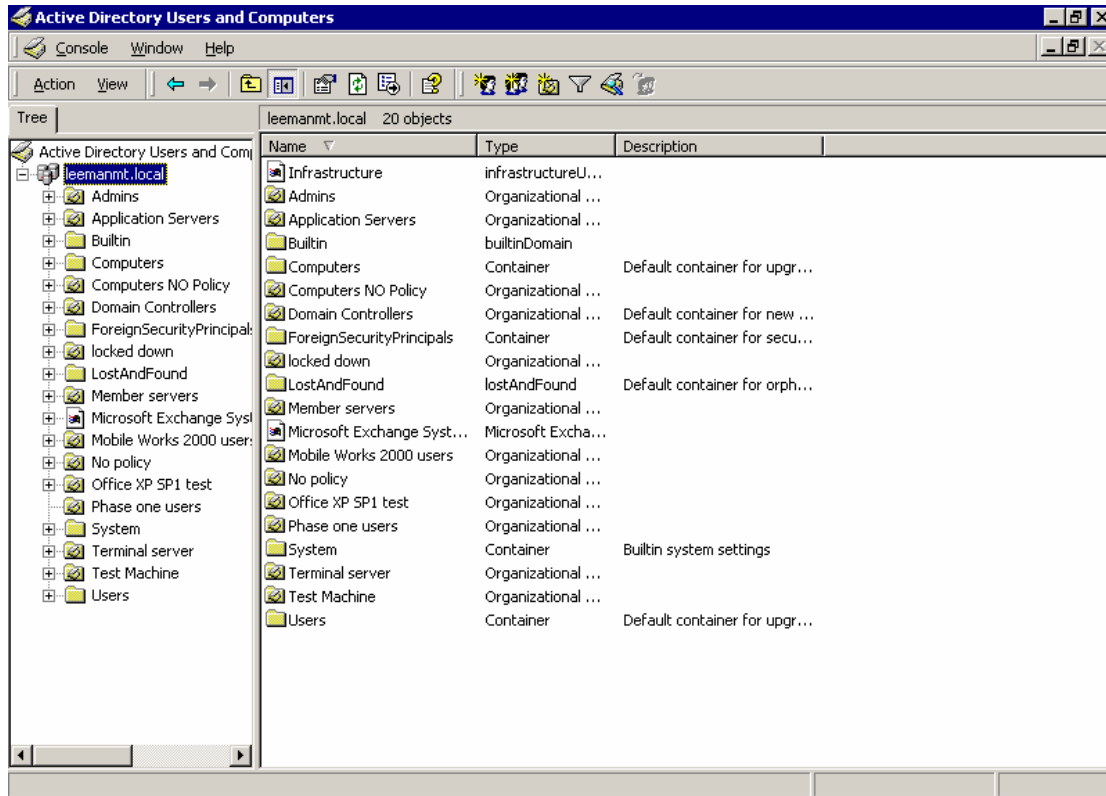 Active Directory Users and Computers
Console Window Help
Action View
Tree
leemanmt.local 20 objects
Active Directory Users and Com
leemanmt.local
Admins
Application Servers
Builtin
Computers
Computers NO Policy
Domain Controllers
ForeignSecurityPrincipals
locked down
LostAndFound
Member servers
Microsoft Exchange Sys
Mobile Works 2000 users
No policy
Office XP SP1 test
Phase one users
System
Terminal server
Test Machine
Users
Name Type Description
Infrastructure infrastructureU...
Admins Organizational ...
Application Servers Organizational ...
Builtin builtinDomain
Computers Container Default container for upgr...
Computers NO Policy Organizational ...
Domain Controllers Organizational ... Default container for new ...
ForeignSecurityPrincipals Container Default container for secu...
locked down Organizational ...
LostAndFound lostAndFound Default container for orph...
Member servers Organizational ...
Microsoft Exchange Syst... Microsoft Excha...
Mobile Works 2000 users Organizational ...
No policy Organizational ...
Office XP SP1 test Organizational ...
Phase one users Organizational ...
System Container Builtin system settings
Terminal server Organizational ...
Test Machine Organizational ...
Users Container Default container for upgr...